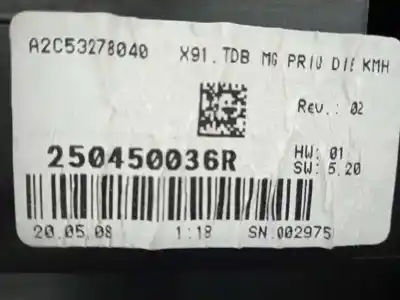 A2C53278040 X91.TDB MG PRIU DIE KMH
Rev.: 02
250450036R
HW: 01
SW: 5.20
20.05.08 1:18 SN.002975